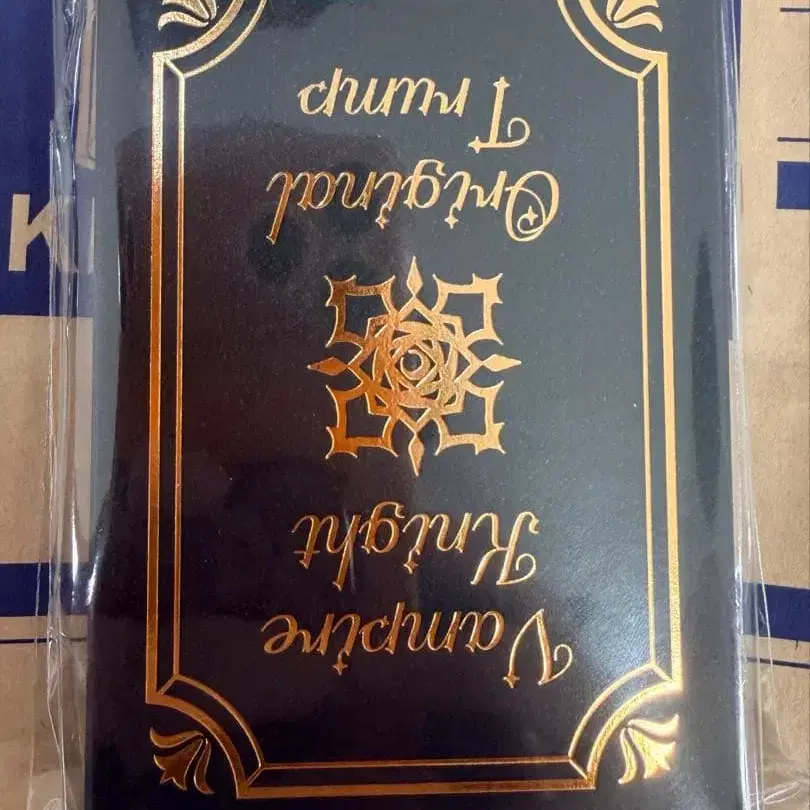 Vampire
Knight
Original
Trump